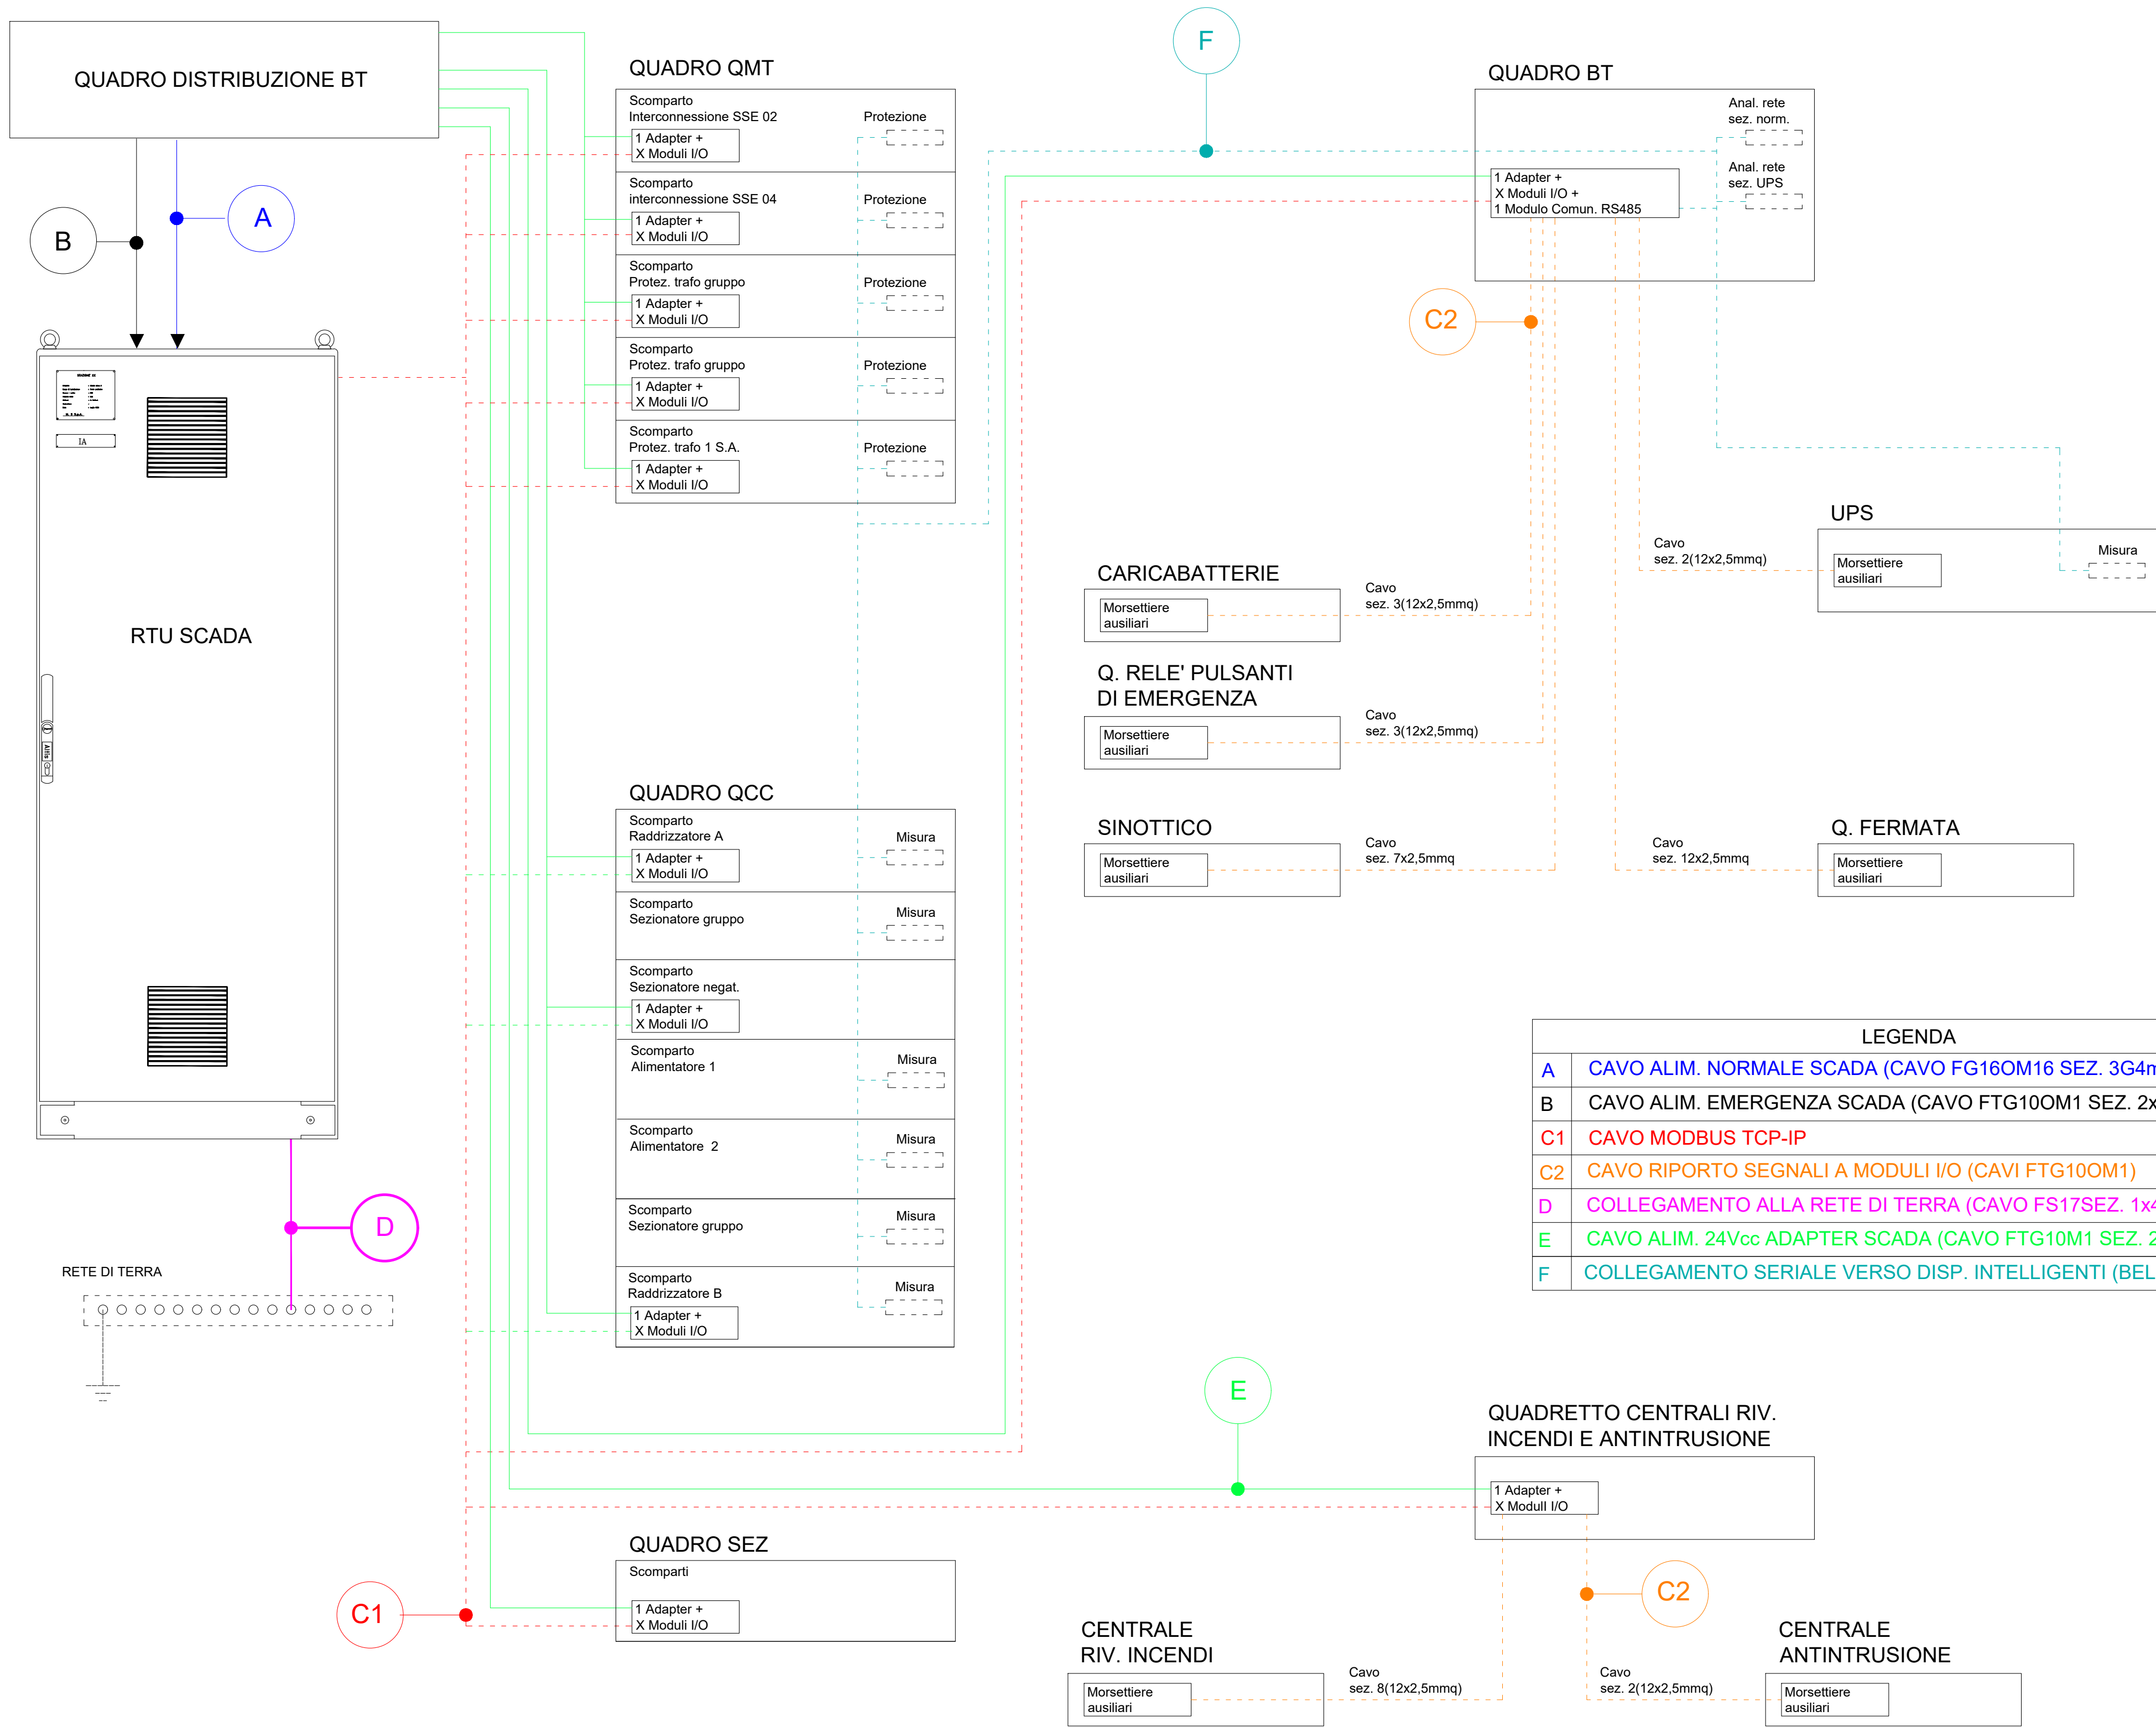 QUADRO DISTRIBUZIONE BT
B
A
IA
RTU SCADA
AlHs
D
RETE DI TERRA
C1
QUADRO QMT
Scomparto
Interconnessione SSE 02
Protezione
1 Adapter +
X Moduli I/O
Scomparto
interconnessione SSE 04
Protezione
1 Adapter +
X Moduli I/O
Scomparto
Protez. trafo gruppo
Protezione
1 Adapter +
X Moduli I/O
Scomparto
Protez. trafo gruppo
Protezione
1 Adapter +
X Moduli I/O
Scomparto
Protez. trafo 1 S.A.
Protezione
1 Adapter +
X Moduli I/O
QUADRO QCC
Scomparto
Raddrizzatore A
Misura
1 Adapter +
X Moduli I/O
Scomparto
Sezionatore gruppo
Misura
Scomparto
Sezionatore negat.
1 Adapter +
X Moduli I/O
Scomparto
Alimentatore 1
Misura
Scomparto
Alimentatore 2
Misura
Scomparto
Sezionatore gruppo
Misura
Scomparto
Raddrizzatore B
Misura
1 Adapter +
X Moduli I/O
QUADRO SEZ
Scomparti
1 Adapter +
X Moduli I/O
F
QUADRO BT
Anal. rete
sez. norm.
Anal. rete
sez. UPS
1 Adapter +
X Moduli I/O +
1 Modulo Comun. RS485
C2
CARICABATTERIE
Morsettiere
ausiliari
Cavo
sez. 3(12x2,5mmq)
Q. RELE' PULSANTI
DI EMERGENZA
Morsettiere
ausiliari
Cavo
sez. 3(12x2,5mmq)
SINOTTICO
Morsettiere
ausiliari
Cavo
sez. 7x2,5mmq
UPS
Cavo
sez. 2(12x2,5mmq)
Morsettiere
ausiliari
Misura
Q. FERMATA
Cavo
sez. 12x2,5mmq
Morsettiere
ausiliari
LEGENDA
A CAVO ALIM. NORMALE SCADA (CAVO FG16OM16 SEZ. 3G4m
B CAVO ALIM. EMERGENZA SCADA (CAVO FTG10OM1 SEZ. 2x
C1 CAVO MODBUS TCP-IP
C2 CAVO RIPORTO SEGNALI A MODULI I/O (CAVI FTG10OM1)
D COLLEGAMENTO ALLA RETE DI TERRA (CAVO FS17SEZ. 1x4
E CAVO ALIM. 24Vcc ADAPTER SCADA (CAVO FTG10M1 SEZ. 2
F COLLEGAMENTO SERIALE VERSO DISP. INTELLIGENTI (BEL
E
QUADRETTO CENTRALI RIV.
INCENDI E ANTINTRUSIONE
1 Adapter +
X Modull I/O
C2
CENTRALE
RIV. INCENDI
Morsettiere
ausiliari
Cavo
sez. 8(12x2,5mmq)
CENTRALE
ANTINTRUSIONE
Cavo
sez. 2(12x2,5mmq)
Morsettiere
ausiliari